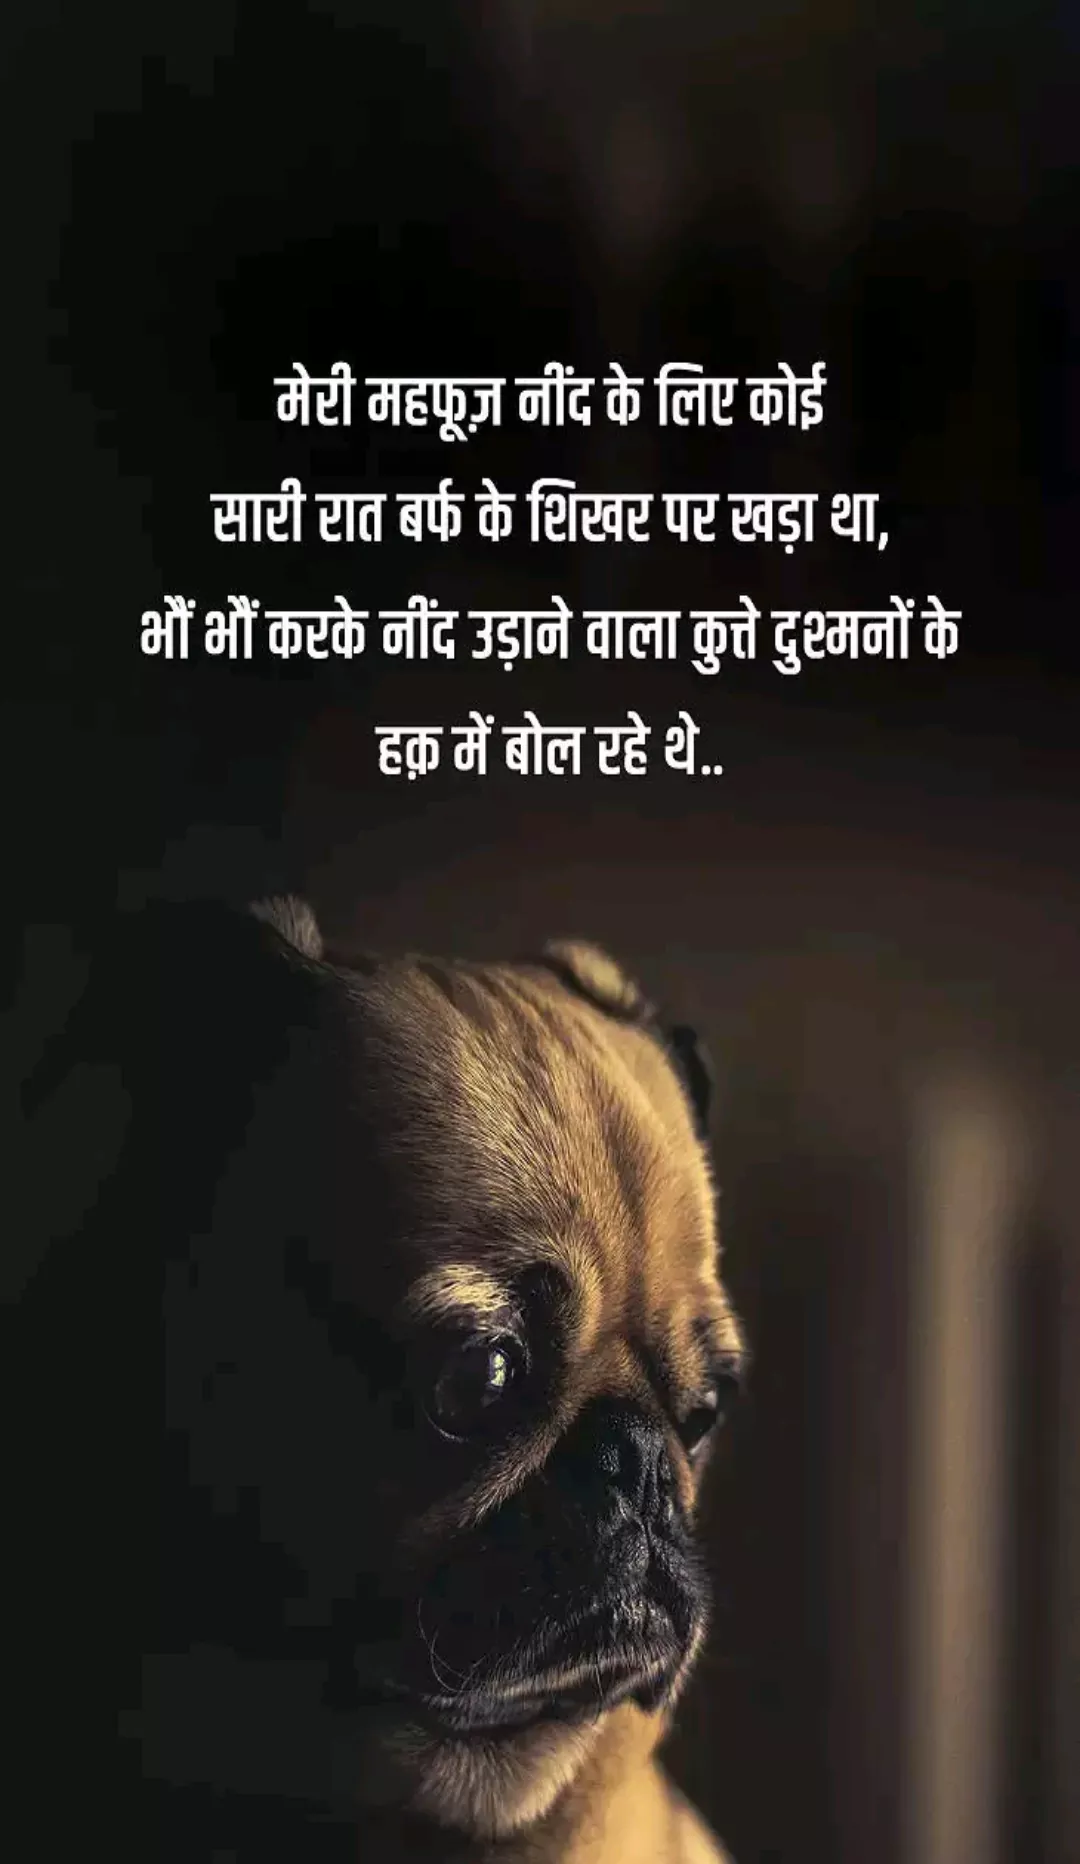 मेरी महफूज़ नींद के लिए कोई
सारी रात बर्फ के शिखर पर खड़ा था,
भौं भौं करके नींद उड़ाने वाला कुत्ते दुश्मनों के
हक़ में बोल रहे थे..